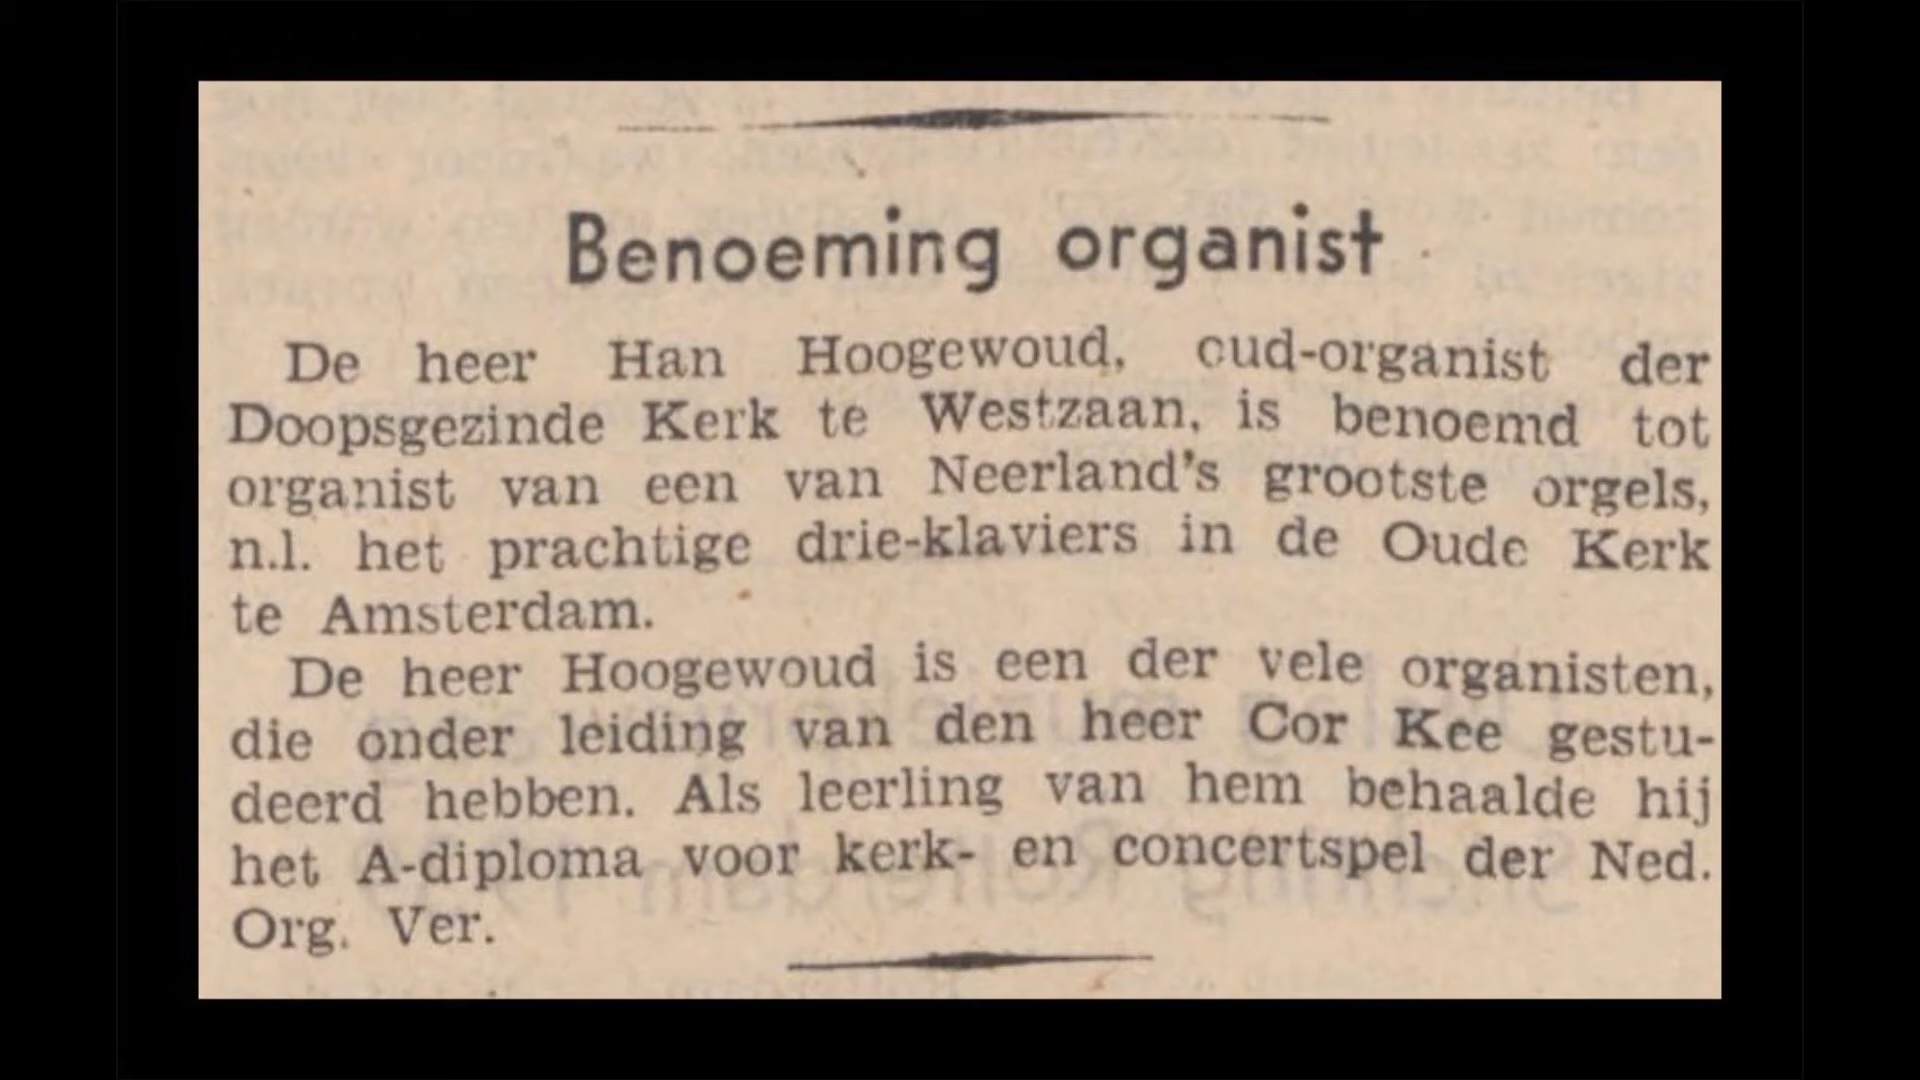 Benoeming organist
De heer Han Hoogewoud, oud-organist der
Doopsgezinde Kerk te Westzaan, is benoemd tot
organist van een van Neerland's grootste orgels,
n.l. het prachtige drie-klaviers in de Oude Kerk
te Amsterdam.
De heer Hoogewoud is een der vele organisten,
die onder leiding van den heer Cor Kee gestu-
deerd hebben. Als leerling van hem behaalde hij
het A-diploma voor kerk- en concertspel der Ned.
Org. Ver.